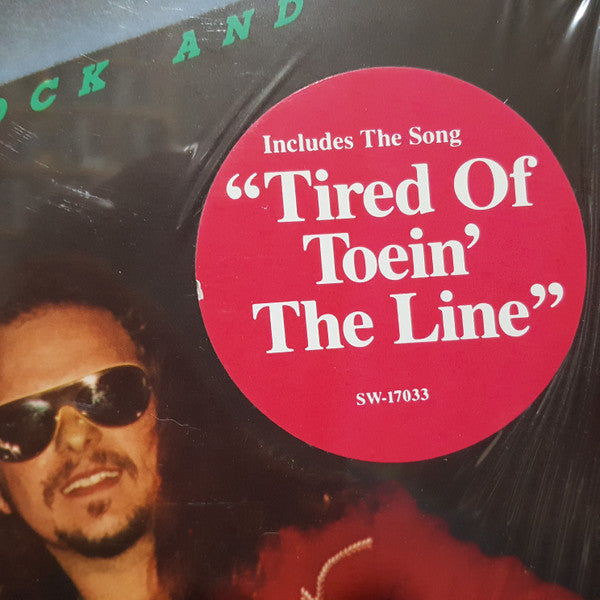 OCK AND
Includes The Song
“Tired Of
Toein’
The Line”
SW-17033